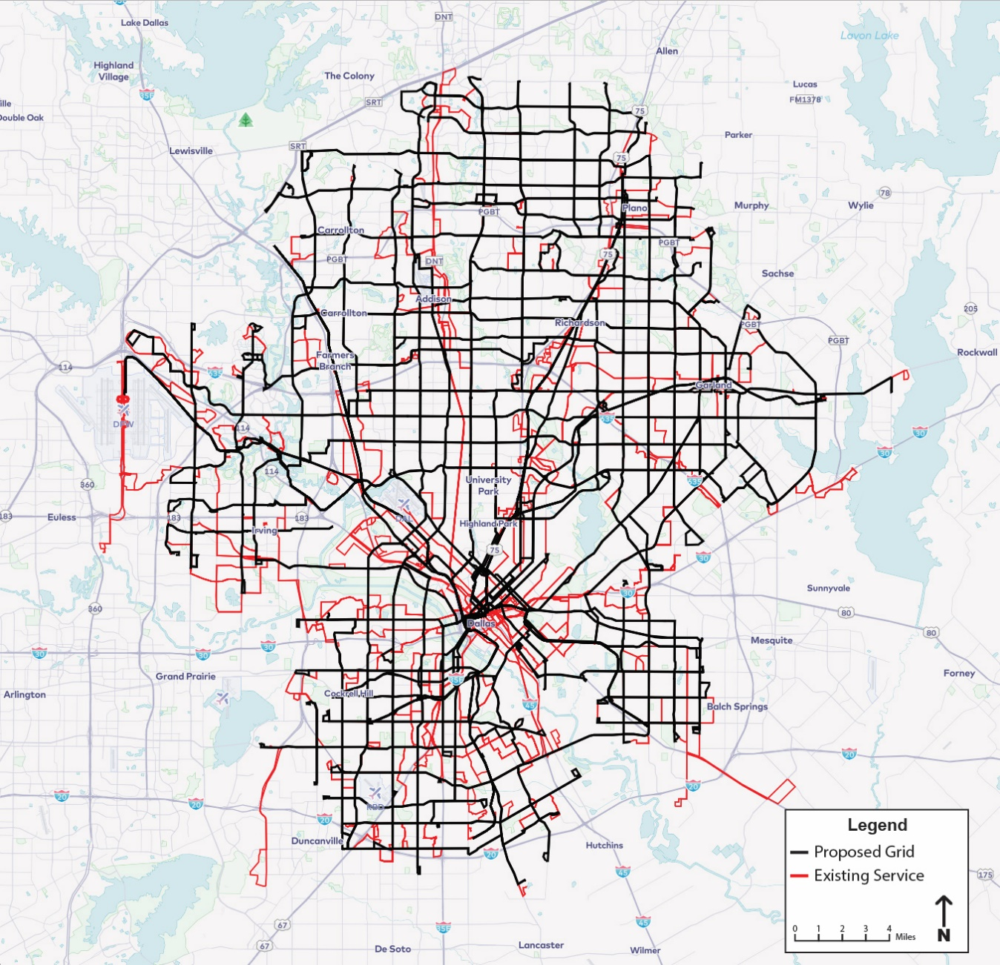 DNT
Lake Dallas
Lavon Lake
Allen
Highland
Village
The Colony
Lucas
35E
SRT
FM1378
ille
75
Double Oak
Parker
SRT
Lewisville
75
78
Plano
Murphy
Wylie
PGBT
Carrollton
PGBT
75
PGBT
DNT
Sachse
Addison
205
Carrollton
Richardson
PGBT
PGBT
Rockwall
Farmers
Branch
114
635
Garland
DFW
635
114
30
30
114
University
Park
360
635
183
Euless
183
183
DAL
Highland Park
Irving
75
30
Sunnyvale
30
360
80
Dallas
80
Mesquite
30
30
30
Grand Prairie
35E
Forney
Arlington
Cockrell Hill
45
Balch Springs
20
20
RBD
20
20
20
Legend
Duncanville
Hutchins
Proposed Grid
20
45
175
Existing Service
67
35E
45
N
0 1 2 3 4 Miles
67
De Soto
Lancaster
Wilmer